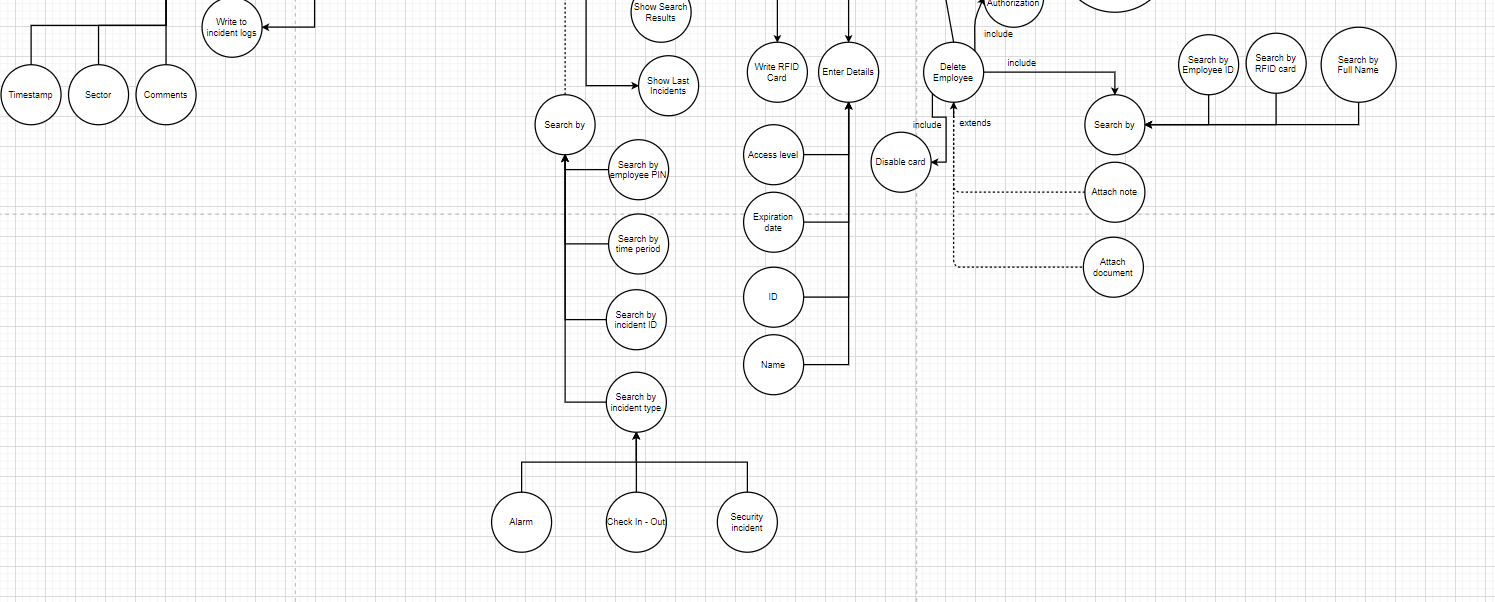 Show Search
Results
Authorization
Write to
incident logs
include
Timestamp
Sector
Comments
Show Last
Incidents
Write RFID
Card
Enter Details
Delete
Employee
include
Search by
Employee ID
Search by
RFID card
Search by
Full Name
Search by
include
extends
Search by
Access level
Disable card
Search by
employee PIN
Attach note
Expiration
date
Search by
time period
Attach
document
ID
Search by
incident ID
Name
Search by
incident type
Alarm
Check In - Out
Security
incident